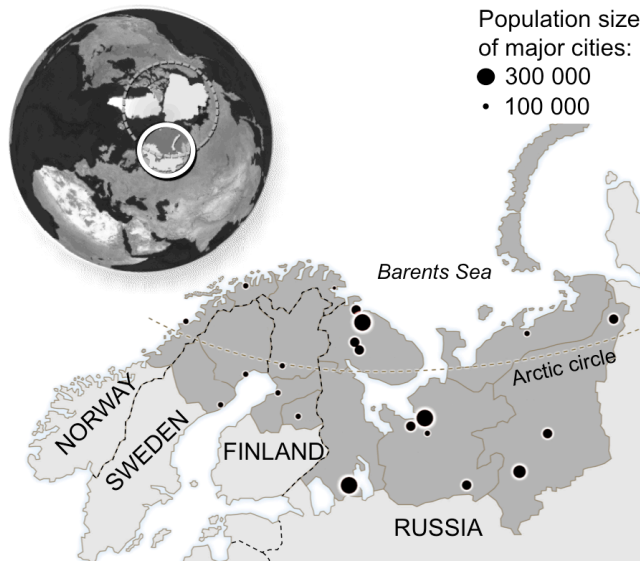 Population size
of major cities:
300 000
100 000
Barents Sea
Arctic circle
NORWAY
SWEDEN
FINLAND
RUSSIA